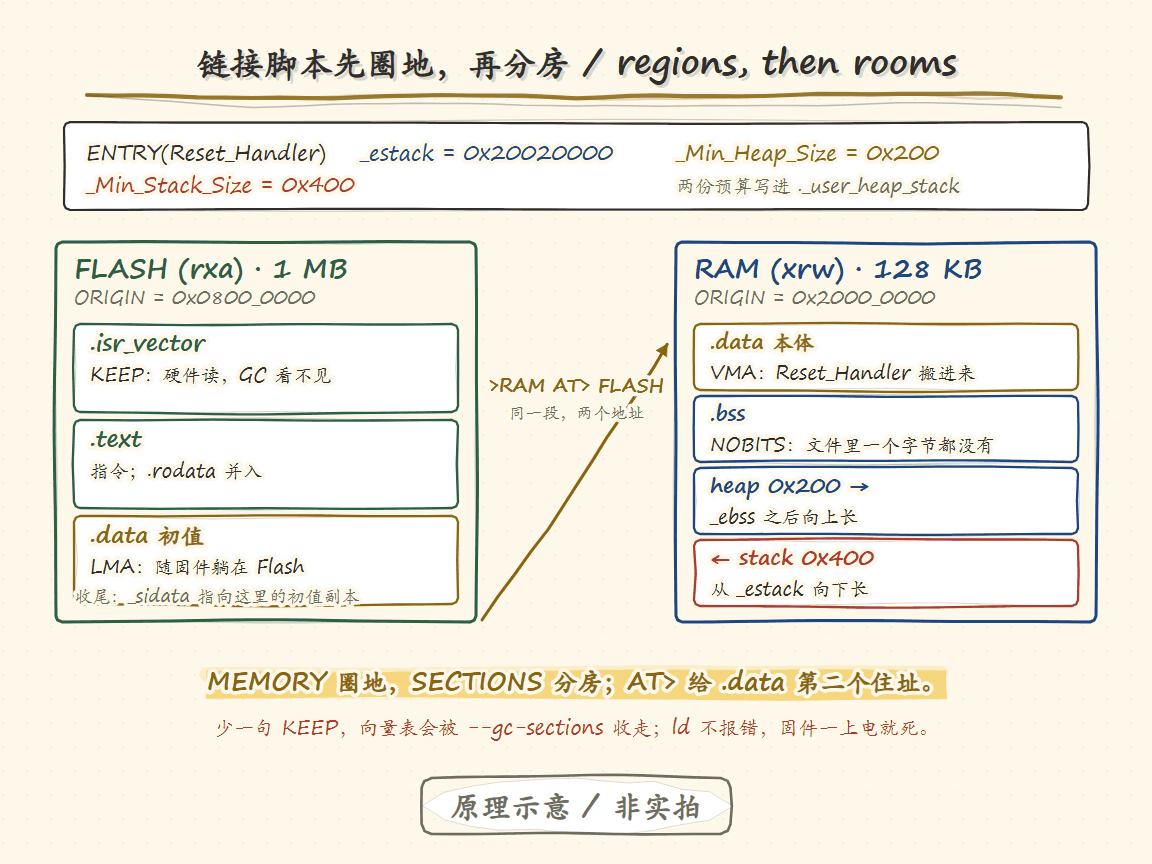 链接脚本先圈地，再分房 / regions, then rooms
ENTRY(Reset_Handler) _estack = 0x20020000 _Min_Heap_Size = 0x200
_Min_Stack_Size = 0x400 两份预算写进 ._user_heap_stack
FLASH (rxa) · 1 MB
ORIGIN = 0x0800_0000
.isr_vector
KEEP：硬件读，GC 看不见
.text
指令；.rodata 并入
.data 初值
LMA：随固件躺在 Flash
收尾：_sidata 指向这里的初值副本
>RAM AT> FLASH
同一段，两个地址
RAM (xrw) · 128 KB
ORIGIN = 0x2000_0000
.data 本体
VMA：Reset_Handler 搬进来
.bss
NOBITS：文件里一个字节都没有
heap 0x200 →
_ebss 之后向上长
← stack 0x400
从 _estack 向下长
MEMORY 圈地，SECTIONS 分房；AT> 给 .data 第二个住址。
少一句 KEEP，向量表会被 --gc-sections 收走；ld 不报错，固件一上电就死。
原理示意 / 非实拍